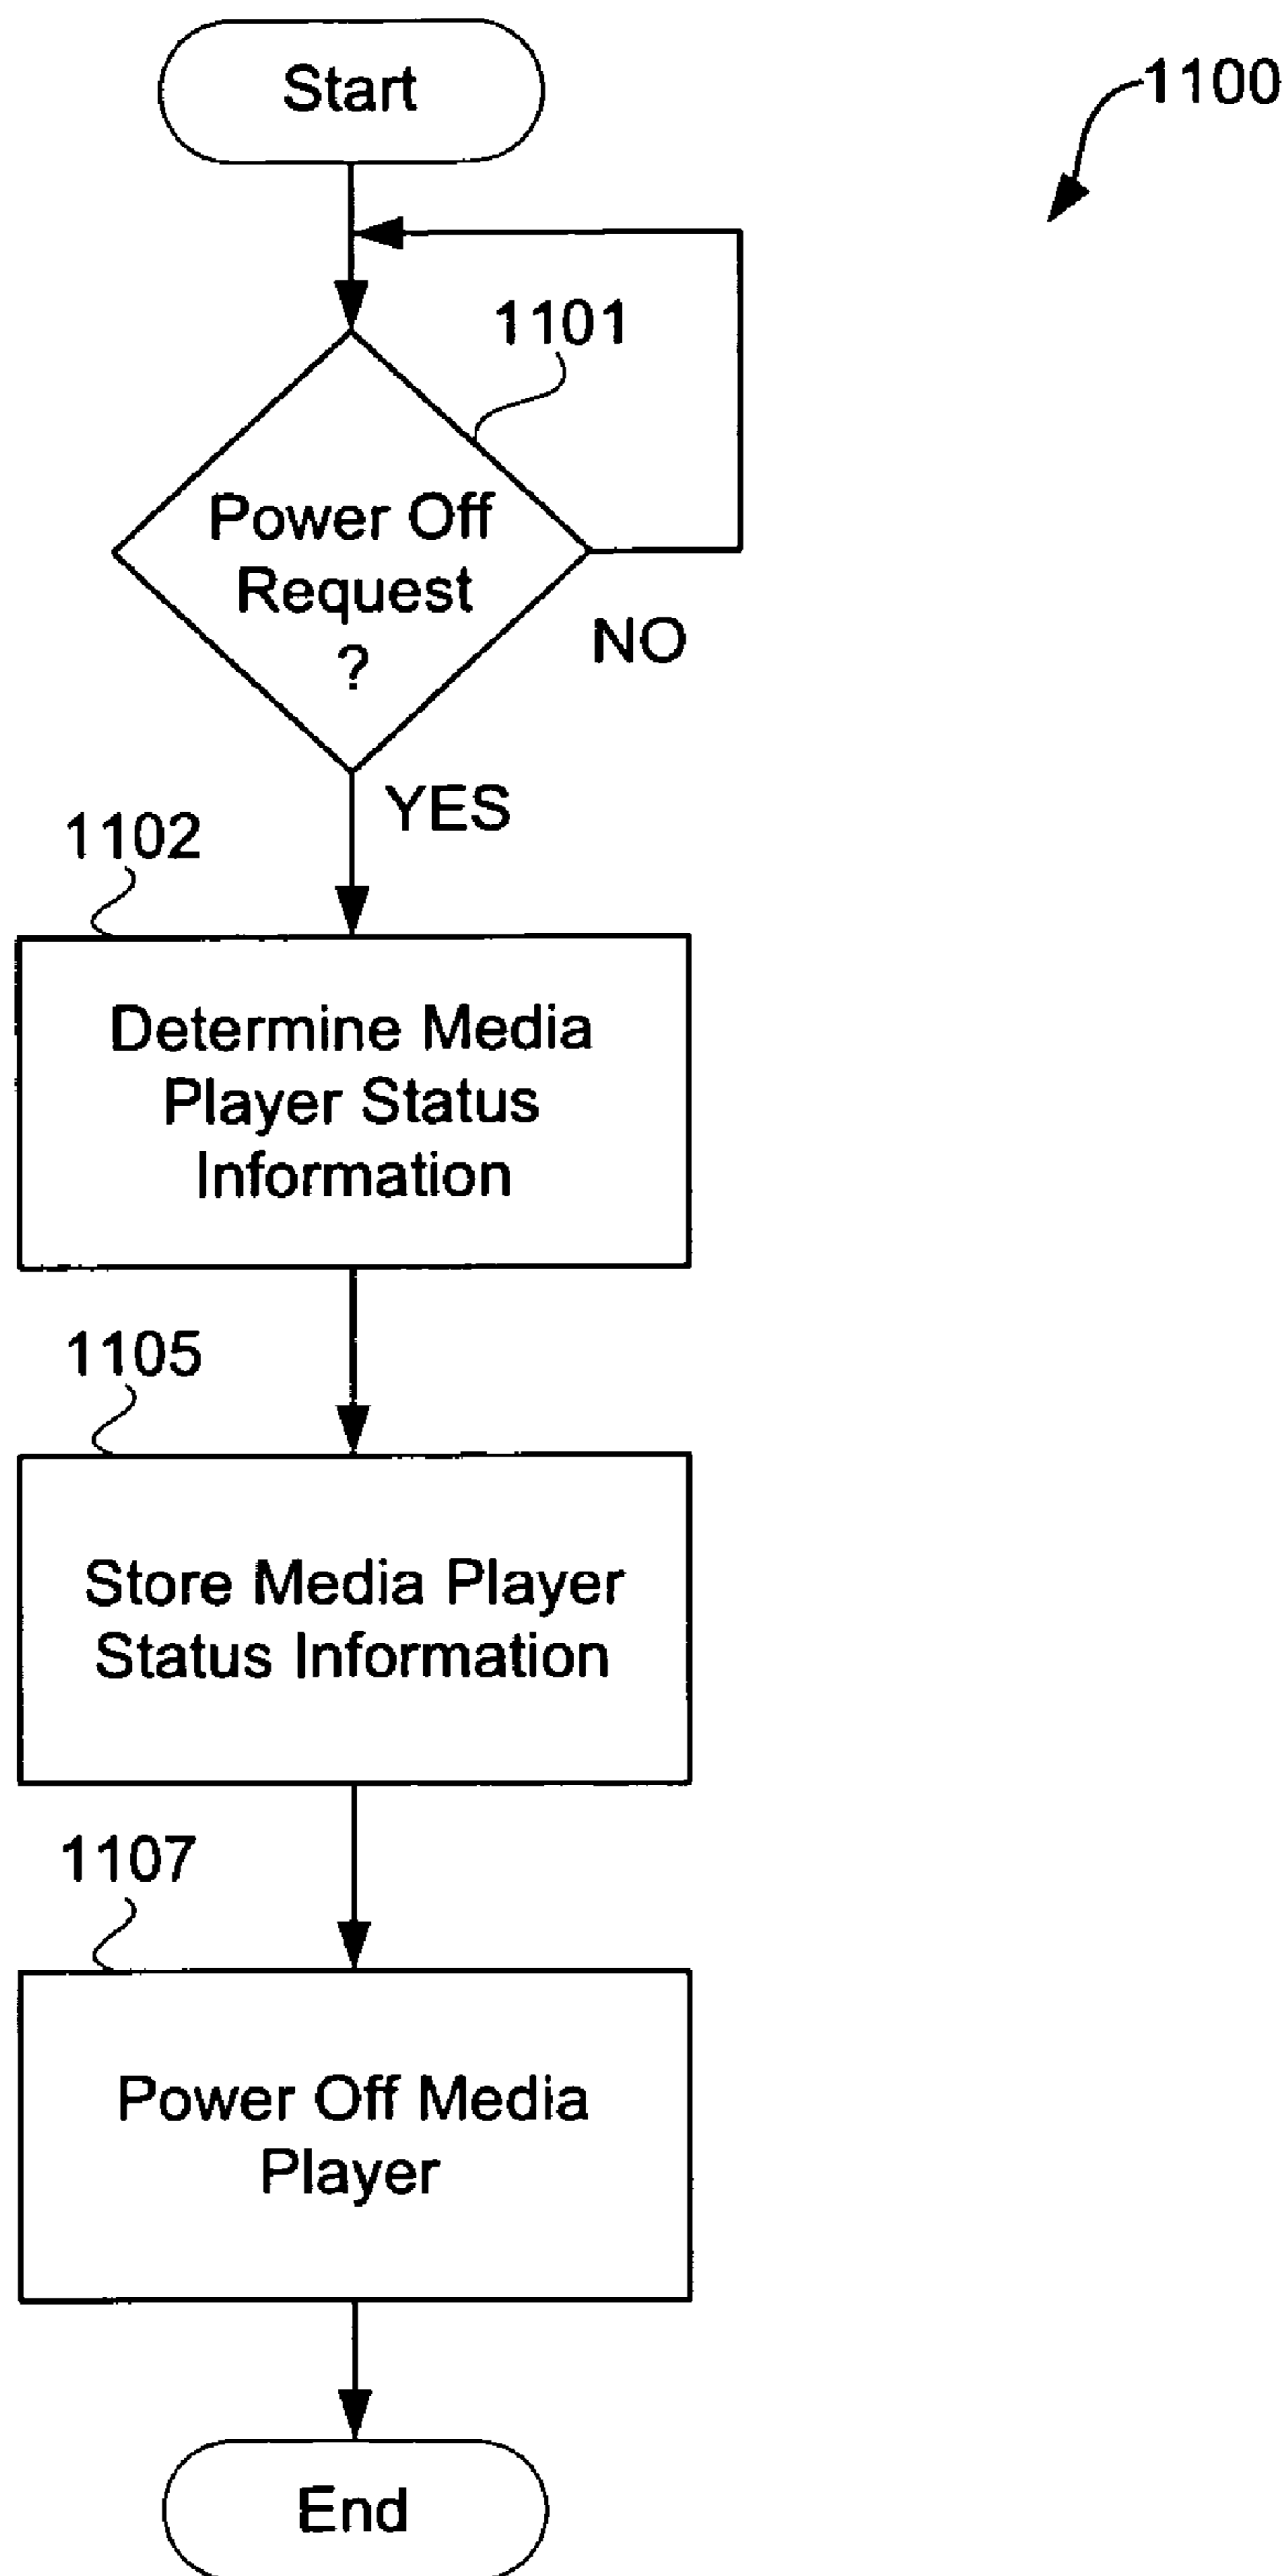 Start
1100
1101
Power Off
Request
?
NO
YES
1102
Determine Media
Player Status
Information
1105
Store Media Player
Status Information
1107
Power Off Media
Player
End